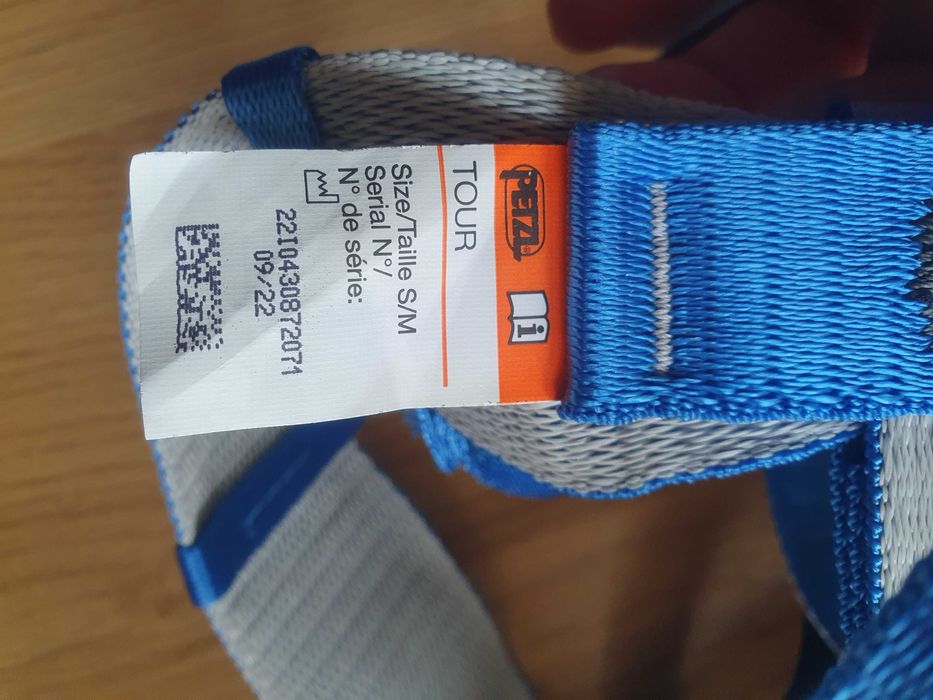 PETZL
TOUR
Size/Taille S/M
Serial N°/
N° de série:
22I0430872071
09/22